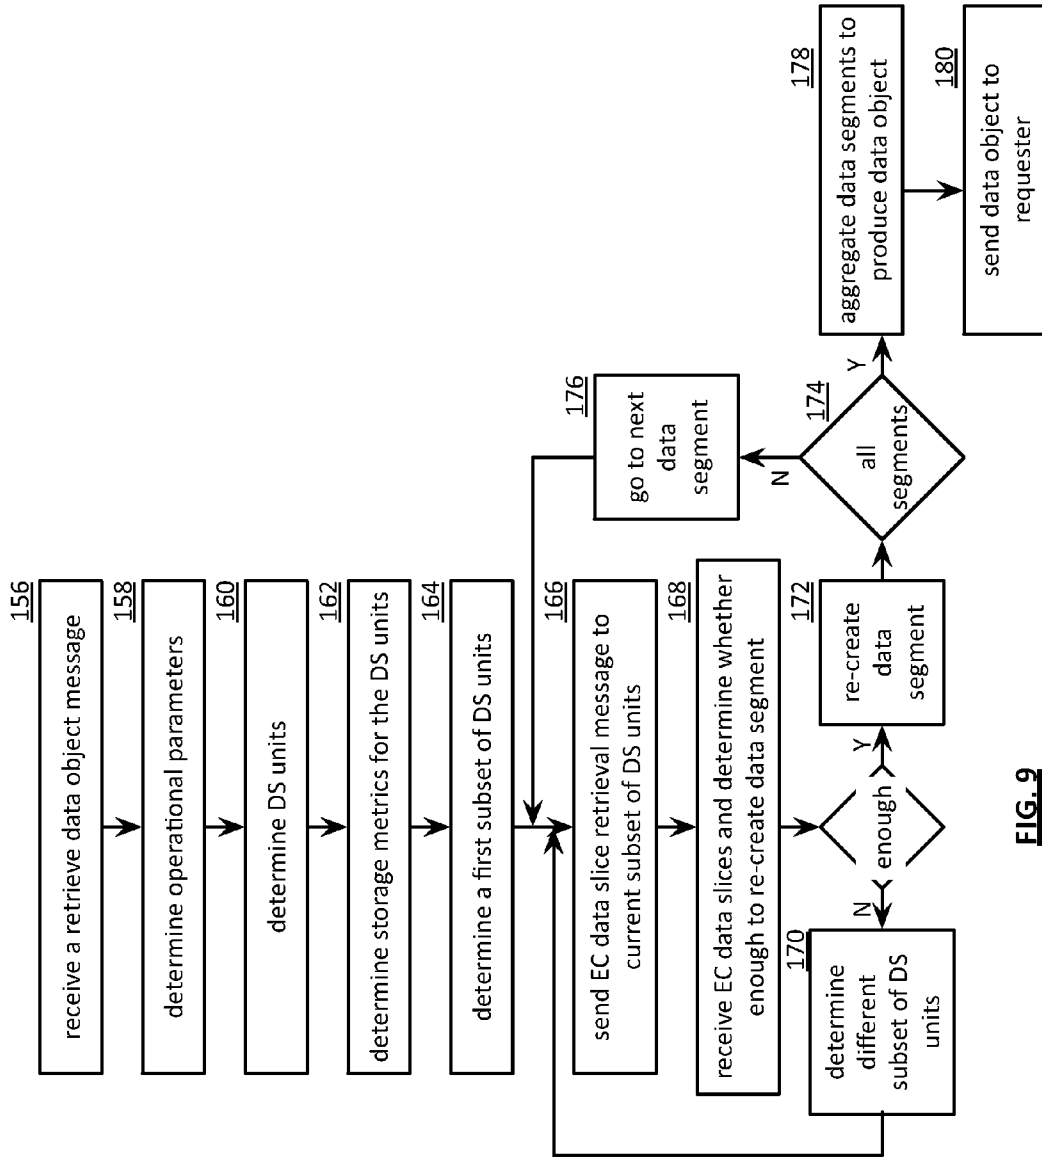 156
receive a retrieve data object message
158
determine operational parameters
160
determine DS units
162
determine storage metrics for the DS units
164
determine a first subset of DS units
166
send EC data slice retrieval message to
current subset of DS units
168
receive EC data slices and determine whether
enough to re-create data segment
enough
N
Y
170
determine
different
subset of DS
units
172
re-create
data
segment
174
all
segments
N
Y
176
go to next
data
segment
178
aggregate data segments to
produce data object
180
send data object to
requester
FIG. 9